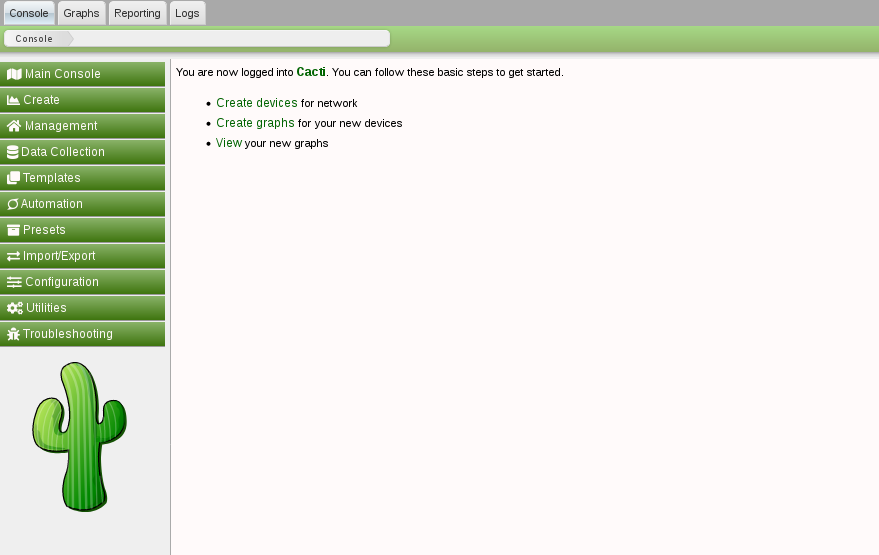 Console Graphs Reporting Logs
Console
Main Console
Create
Management
Data Collection
Templates
Automation
Presets
Import/Export
Configuration
Utilities
Troubleshooting
You are now logged into Cacti. You can follow these basic steps to get started.
Create devices for network
Create graphs for your new devices
View your new graphs